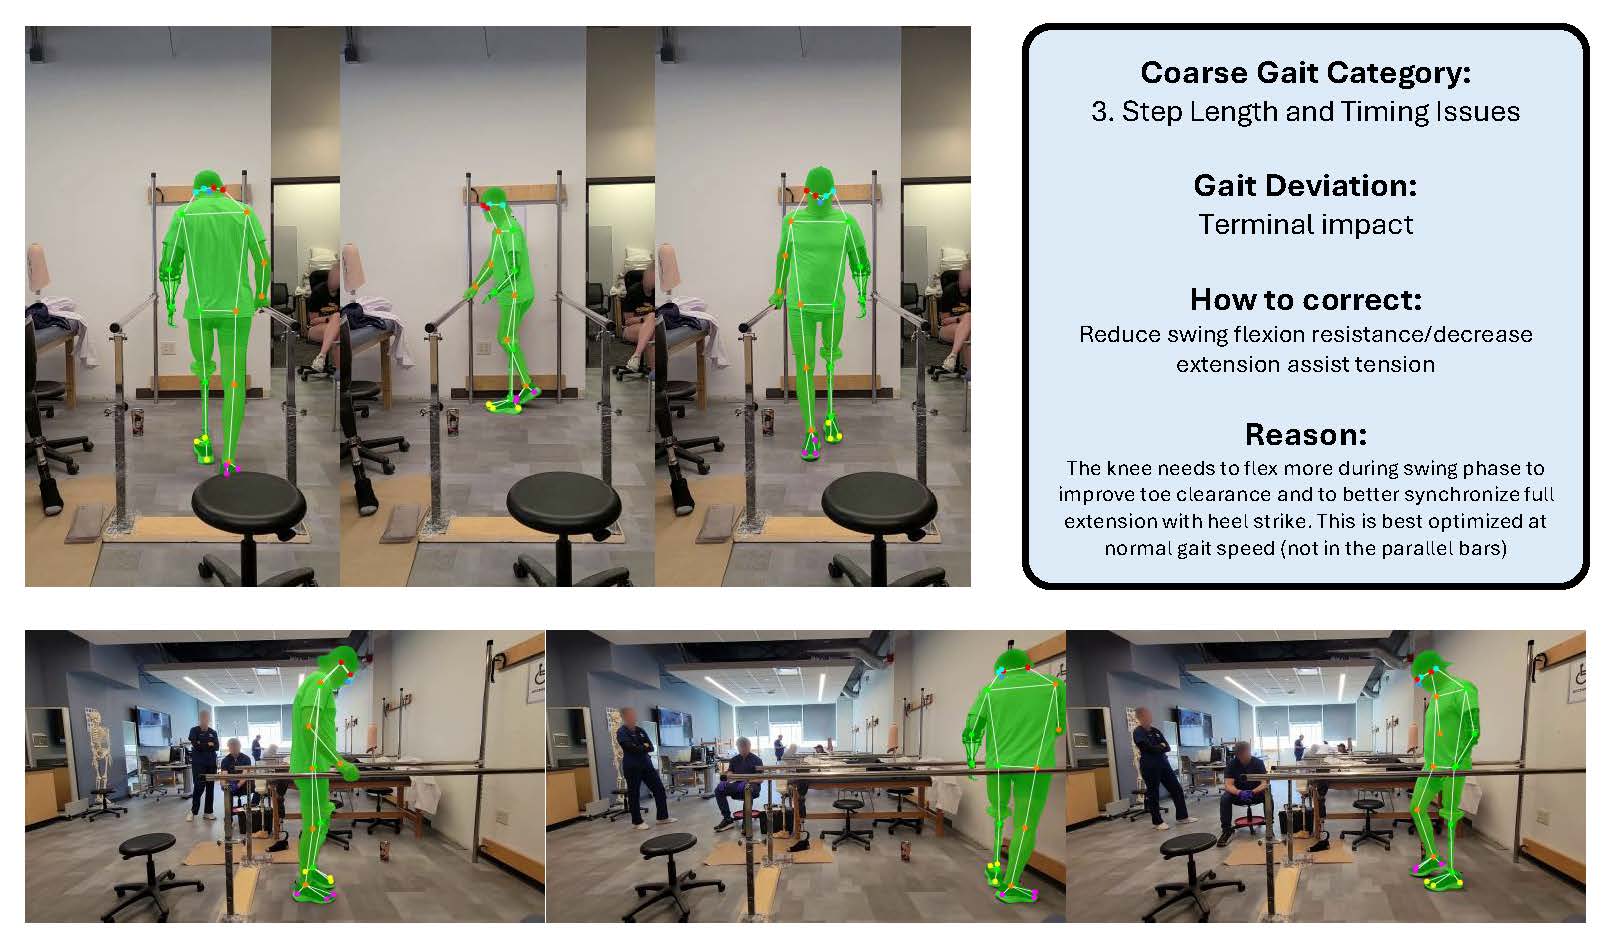 Coarse Gait Category:
3. Step Length and Timing Issues
Gait Deviation:
Terminal impact
How to correct:
Reduce swing flexion resistance/decrease
extension assist tension
Reason:
The knee needs to flex more during swing phase to
improve toe clearance and to better synchronize full
extension with heel strike. This is best optimized at
normal gait speed (not in the parallel bars)